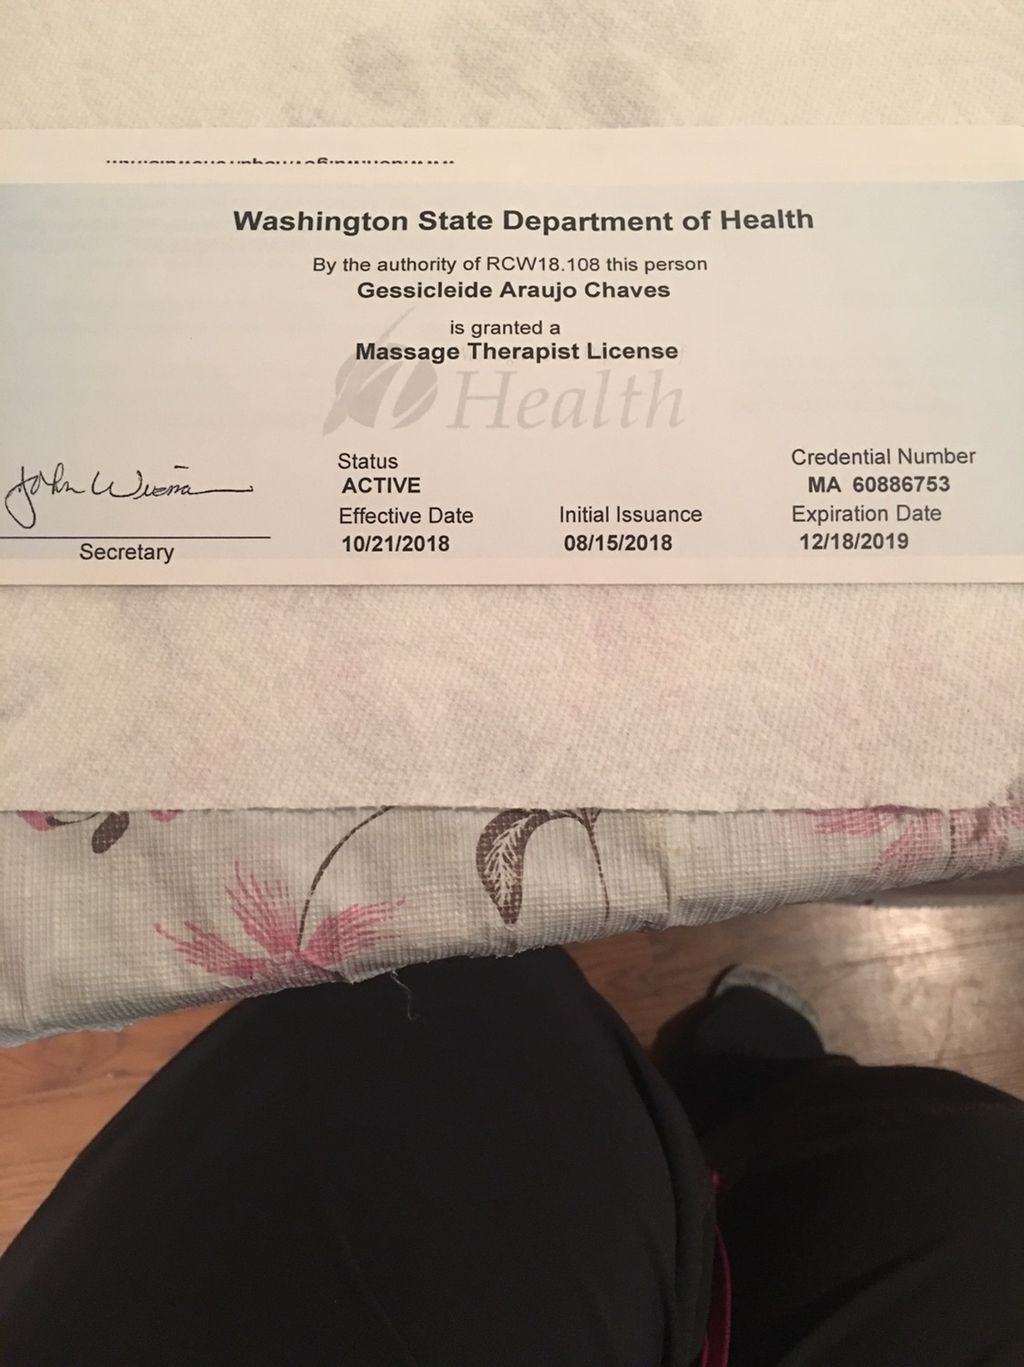 Washington State Department of Health
By the authority of RCW18.108 this person
Gessicleide Araujo Chaves
is granted a
Massage Therapist License
Health
Status
ACTIVE
Credential Number
MA 60886753
Effective Date
10/21/2018
Initial Issuance
08/15/2018
Expiration Date
12/18/2019
John Wiesman
Secretary